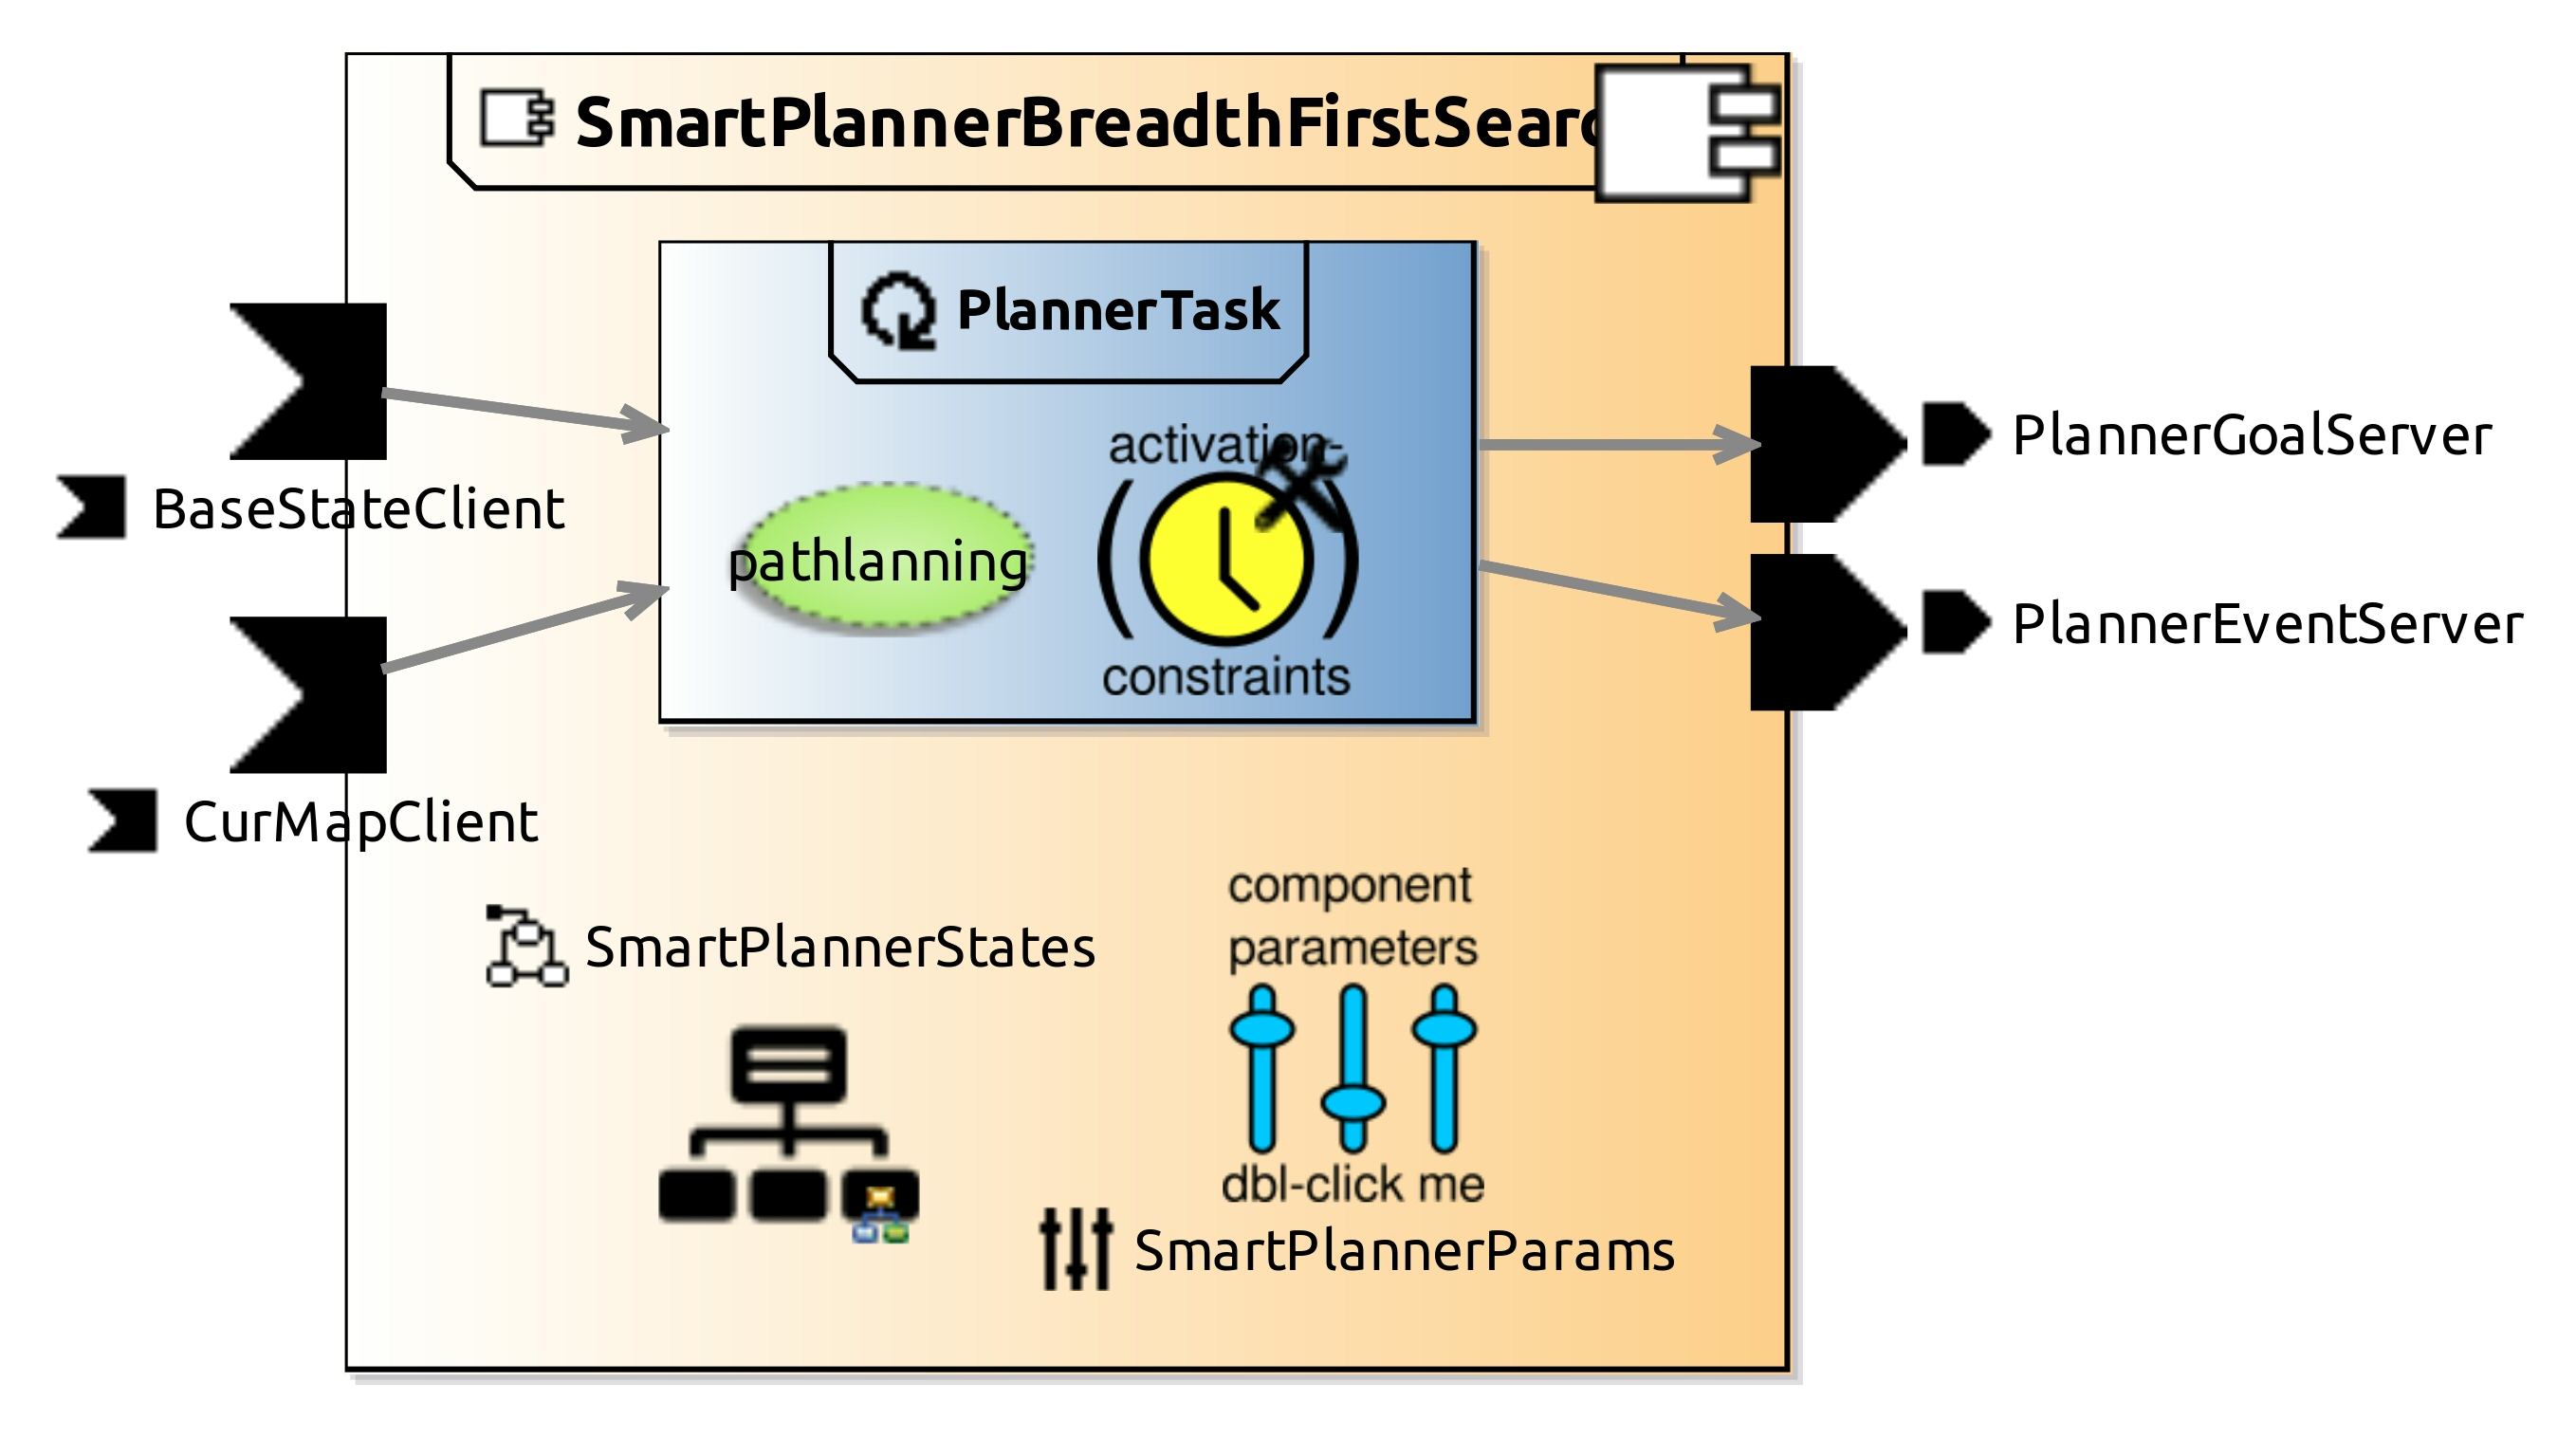 SmartPlannerBreadthFirstSearc
PlannerTask
activation-
pathlanning
constraints
BaseStateClient
CurMapClient
PlannerGoalServer
PlannerEventServer
SmartPlannerStates
component
parameters
dbl-click me
SmartPlannerParams